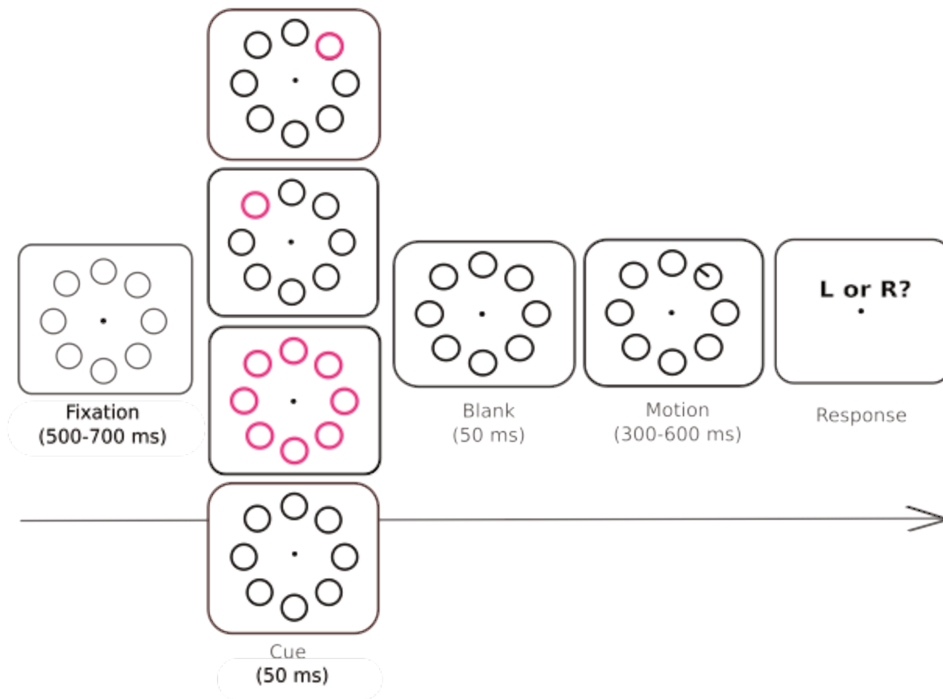 L or R?
Fixation
(500-700 ms)
Blank
(50 ms)
Motion
(300-600 ms)
Response
Cue
(50 ms)